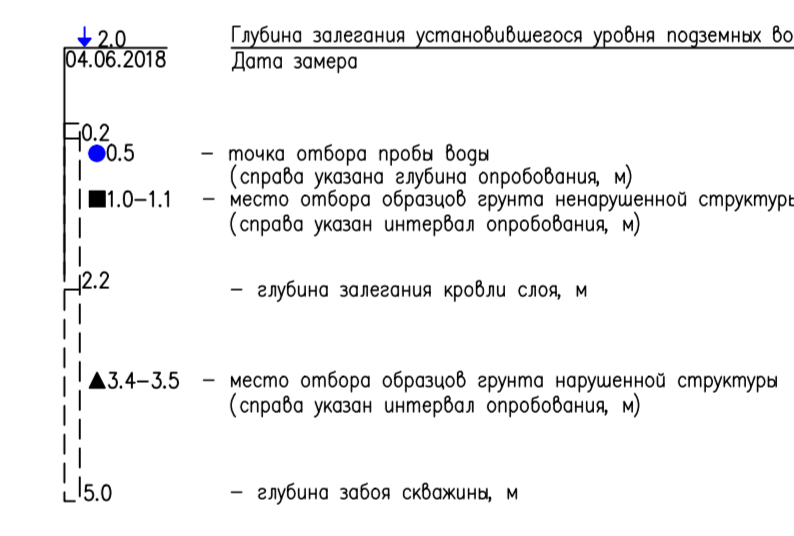 2.0 Глубина залегания установившегося уровня подземных во
04.06.2018 Дата замера
0.2
0.5 – точка отбора пробы воды
(справа указана глубина опробования, м)
1.0–1.1 – место отбора образцов грунта ненарушенной структуры
(справа указан интервал опробования, м)
2.2 – глубина залегания кровли слоя, м
3.4–3.5 – место отбора образцов грунта нарушенной структуры
(справа указан интервал опробования, м)
5.0 – глубина забоя скважины, м